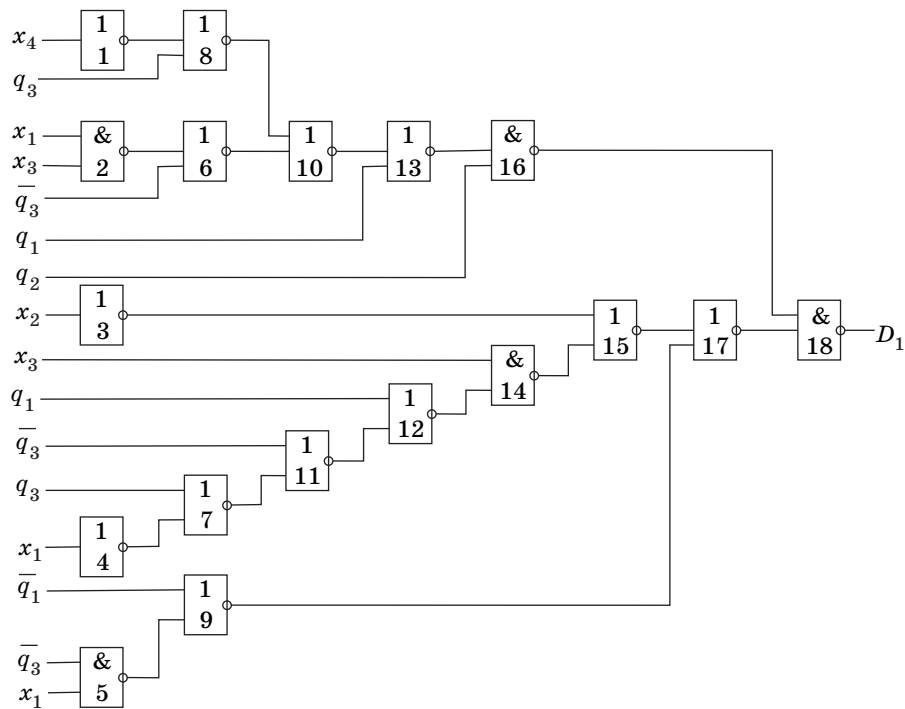 x₄ 1 1
1 8
q₃
x₁ & 2
1 6
1 10
1 13
& 16
x₃
q̅₃
q₁
q₂
x₂ 1 3
1 15
1 17
& 18
D₁
x₃
& 14
q₁
1 12
q̅₃
1 11
q₃
1 7
x₁ 1 4
q̅₁
1 9
q̅₃ & 5
x₁